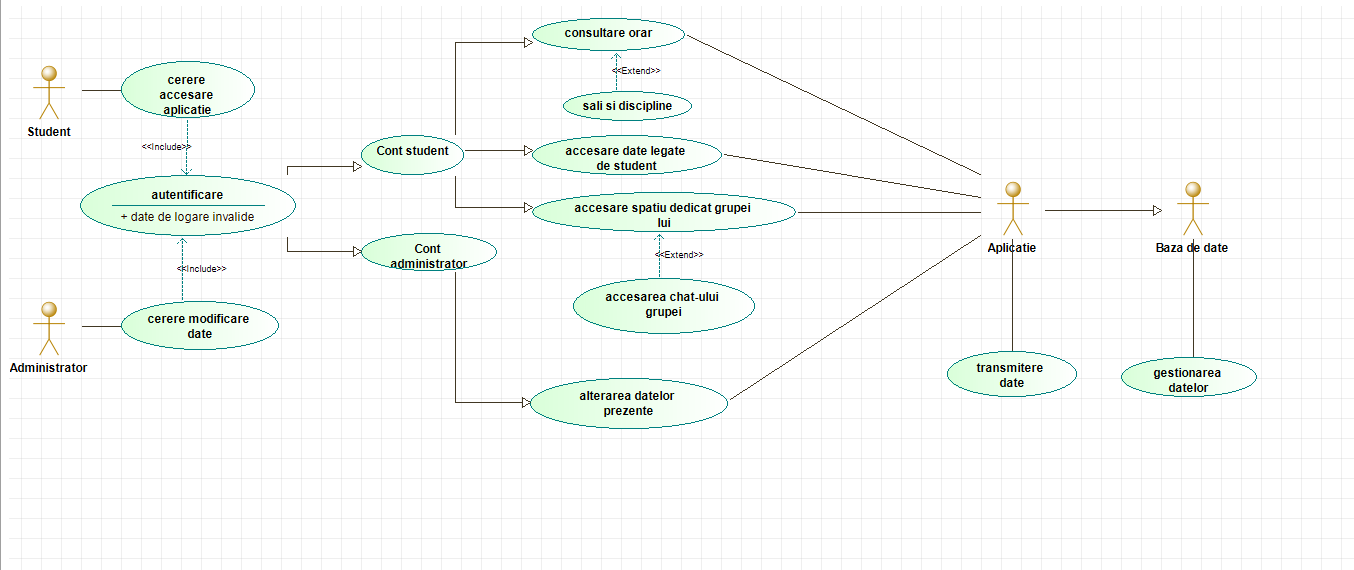 consultare orar
<<Extend>>
sali si discipline
cerere
accesare
aplicatie
Student
<<Include>>
Cont student
accesare date legate
de student
autentificare
+ date de logare invalide
accesare spatiu dedicat grupei
lui
Aplicatie
Baza de date
Cont
administrator
<<Extend>>
<<Include>>
accesarea chat-ului
grupei
cerere modificare
date
Administrator
transmitere
date
gestionarea
datelor
alterarea datelor
prezente